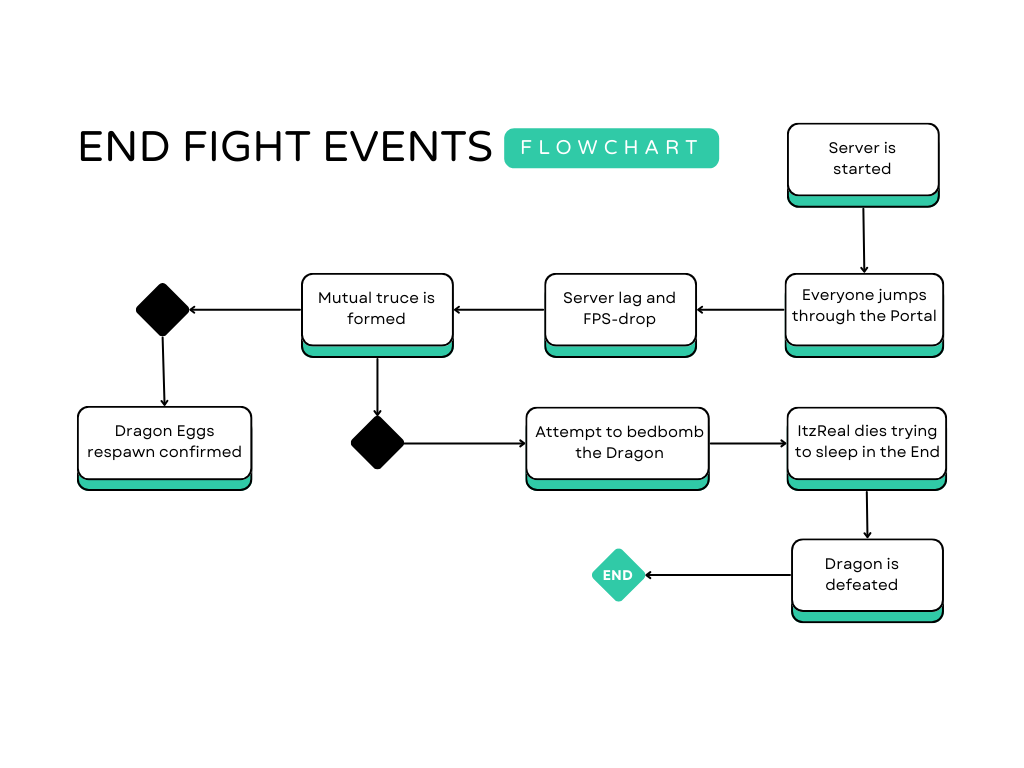 END FIGHT EVENTS FLOWCHART
Server is
started
Everyone jumps
through the Portal
Server lag and
FPS-drop
Mutual truce is
formed
Dragon Eggs
respawn confirmed
Attempt to bedbomb
the Dragon
ItzReal dies trying
to sleep in the End
Dragon is
defeated
END